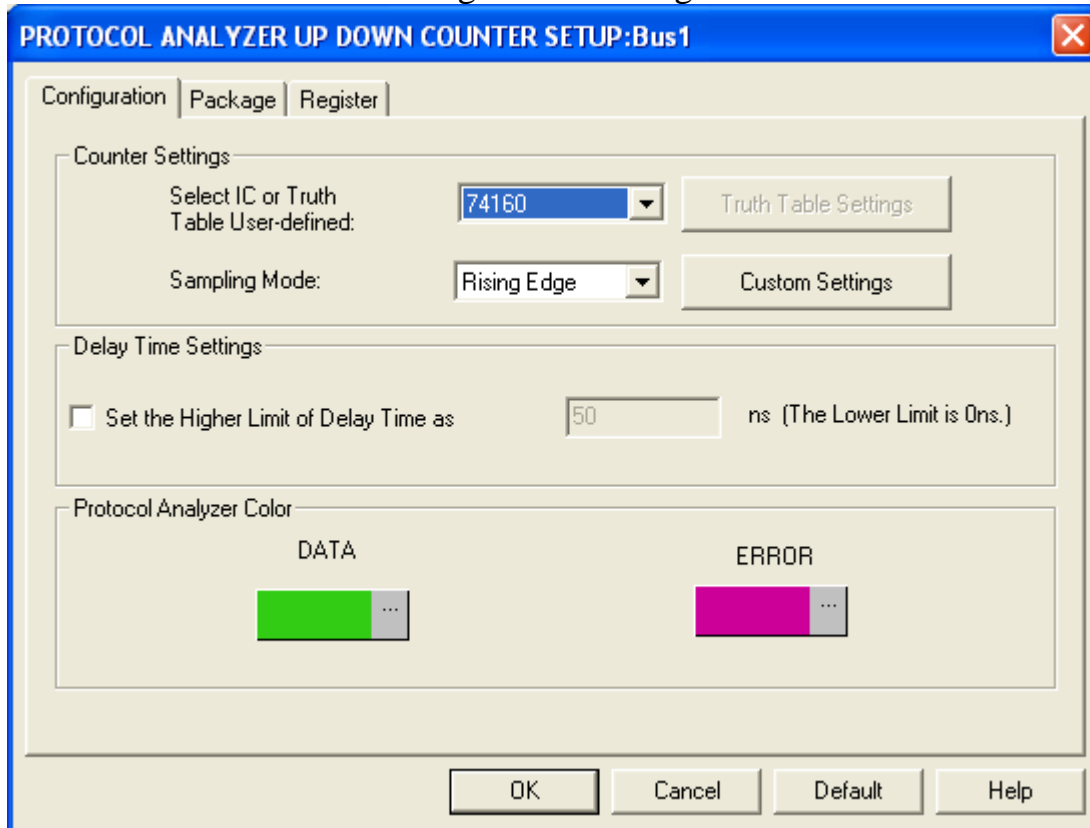 PROTOCOL ANALYZER UP DOWN COUNTER SETUP:Bus1
Configuration Package Register
Counter Settings
Select IC or Truth
Table User-defined:
74160
Truth Table Settings
Sampling Mode:
Rising Edge
Custom Settings
Delay Time Settings
Set the Higher Limit of Delay Time as 50 ns (The Lower Limit is 0ns.)
Protocol Analyzer Color
DATA
ERROR
... ...
OK Cancel Default Help